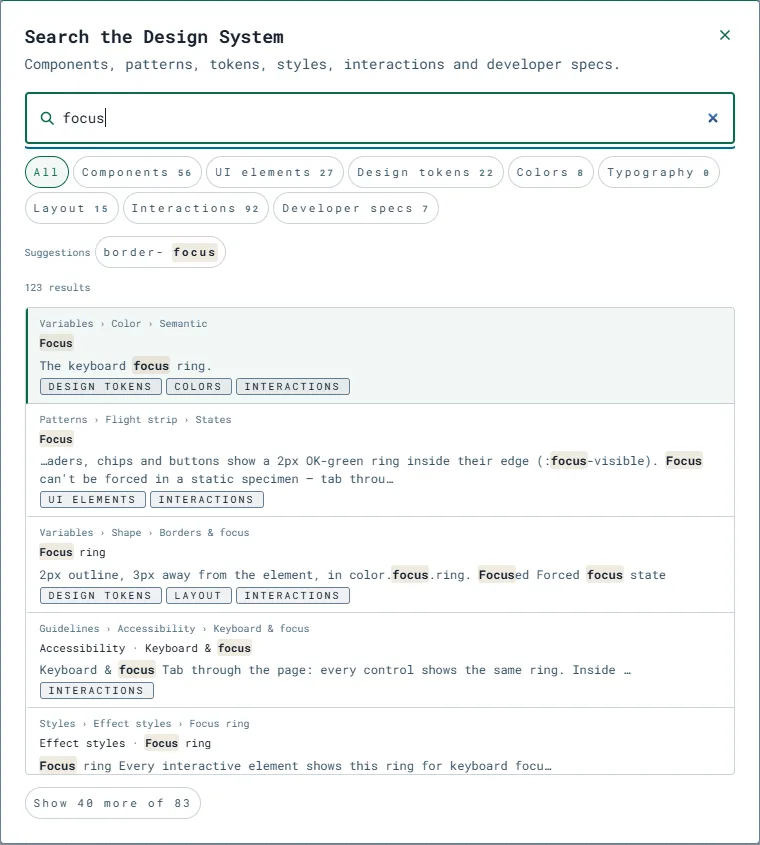 Search the Design System
Components, patterns, tokens, styles, interactions and developer specs.
focus
All Components 56 UI elements 27 Design tokens 22 Colors 8 Typography 0
Layout 15 Interactions 92 Developer specs 7
Suggestions border- focus
123 results
Variables › Color › Semantic
Focus
The keyboard focus ring.
DESIGN TOKENS COLORS INTERACTIONS
Patterns › Flight strip › States
Focus
…aders, chips and buttons show a 2px OK-green ring inside their edge (:focus-visible). Focus
can't be forced in a static specimen — tab throu…
UI ELEMENTS INTERACTIONS
Variables › Shape › Borders & focus
Focus ring
2px outline, 3px away from the element, in color.focus.ring. Focused Forced focus state
DESIGN TOKENS LAYOUT INTERACTIONS
Guidelines › Accessibility › Keyboard & focus
Accessibility · Keyboard & focus
Keyboard & focus Tab through the page: every control shows the same ring. Inside …
INTERACTIONS
Styles › Effect styles › Focus ring
Effect styles · Focus ring
Focus ring Every interactive element shows this ring for keyboard focu…
Show 40 more of 83